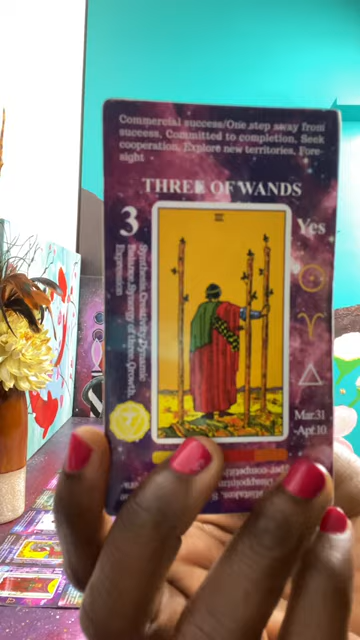 Commercial success/One step away from
success, Committed to completion, Seek
cooperation, Explore new territories, Fore-
sight
THREE OF WANDS
3
Yes
III
Synthesis, Creativity, Dynamic
Balance, Synergy of three, Growth,
Expression
Mar.31
-Apr.10